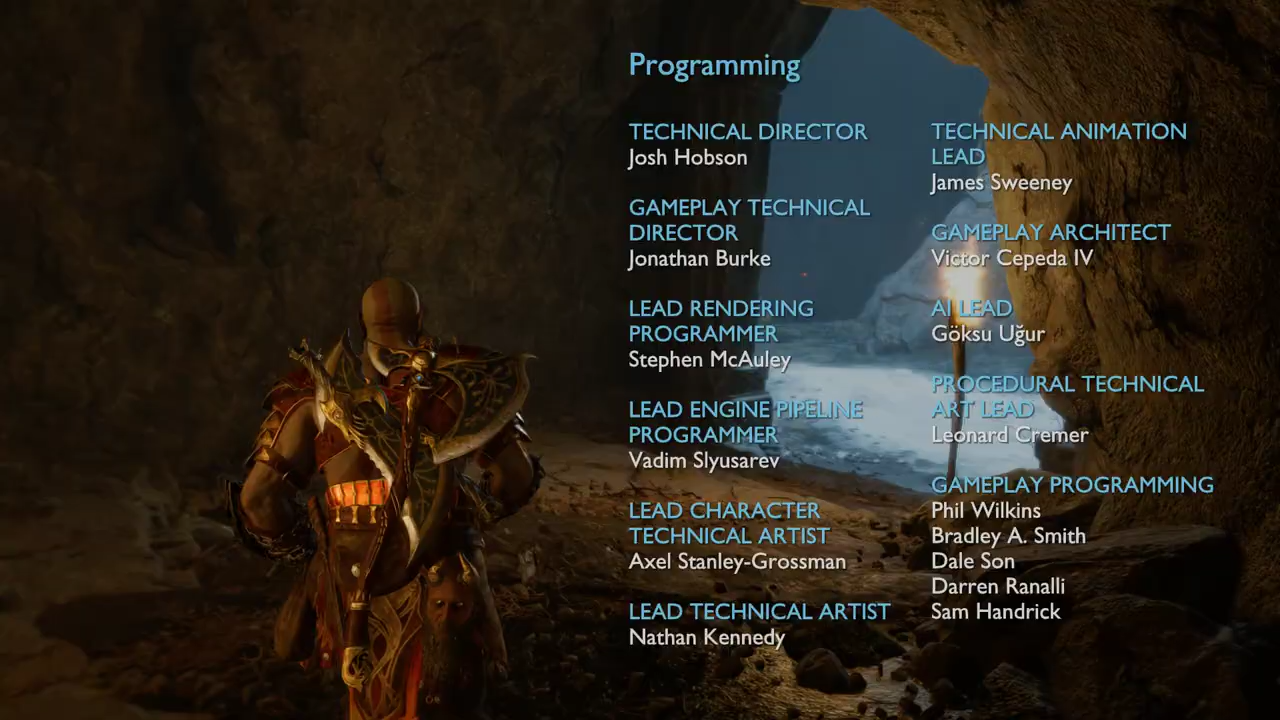 Programming
TECHNICAL DIRECTOR
Josh Hobson
GAMEPLAY TECHNICAL
DIRECTOR
Jonathan Burke
LEAD RENDERING
PROGRAMMER
Stephen McAuley
LEAD ENGINE PIPELINE
PROGRAMMER
Vadim Slyusarev
LEAD CHARACTER
TECHNICAL ARTIST
Axel Stanley-Grossman
LEAD TECHNICAL ARTIST
Nathan Kennedy
TECHNICAL ANIMATION
LEAD
James Sweeney
GAMEPLAY ARCHITECT
Victor Cepeda IV
AI LEAD
Göksu Uğur
PROCEDURAL TECHNICAL
ART LEAD
Leonard Cremer
GAMEPLAY PROGRAMMING
Phil Wilkins
Bradley A. Smith
Dale Son
Darren Ranalli
Sam Handrick